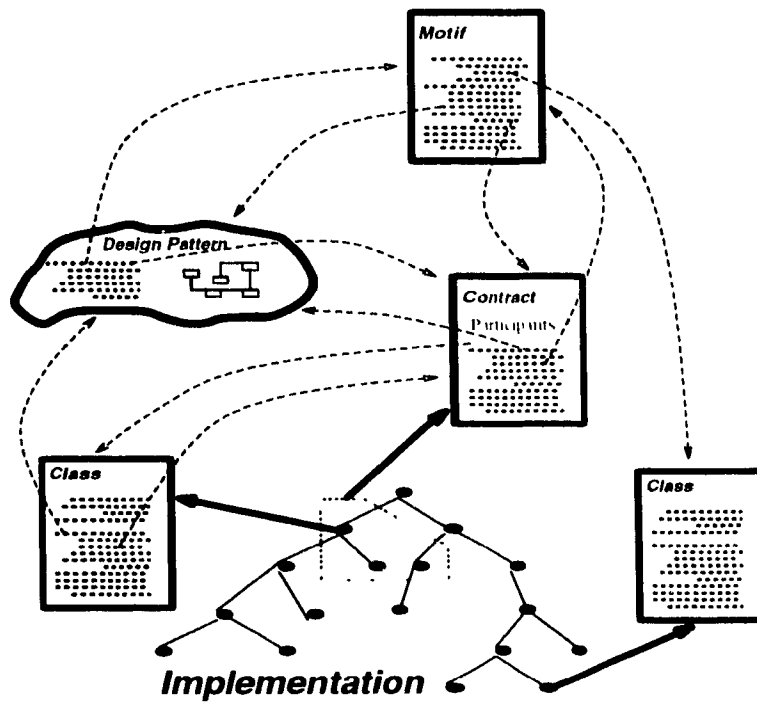 Motif
Design Pattern
Contract
Participants
Class
Class
Implementation